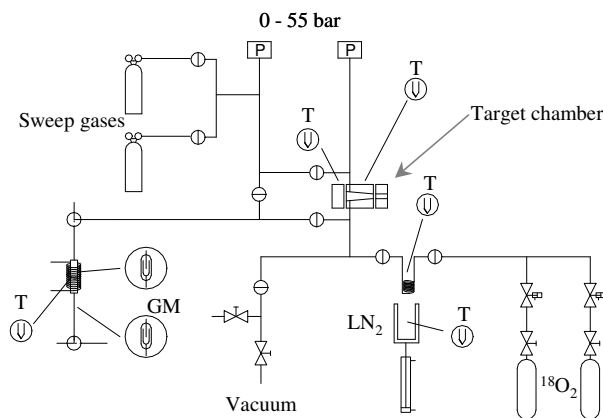 0 - 55 bar
P
P
T
T
Sweep gases
Target chamber
T
T
GM
LN2
T
18O2
Vacuum